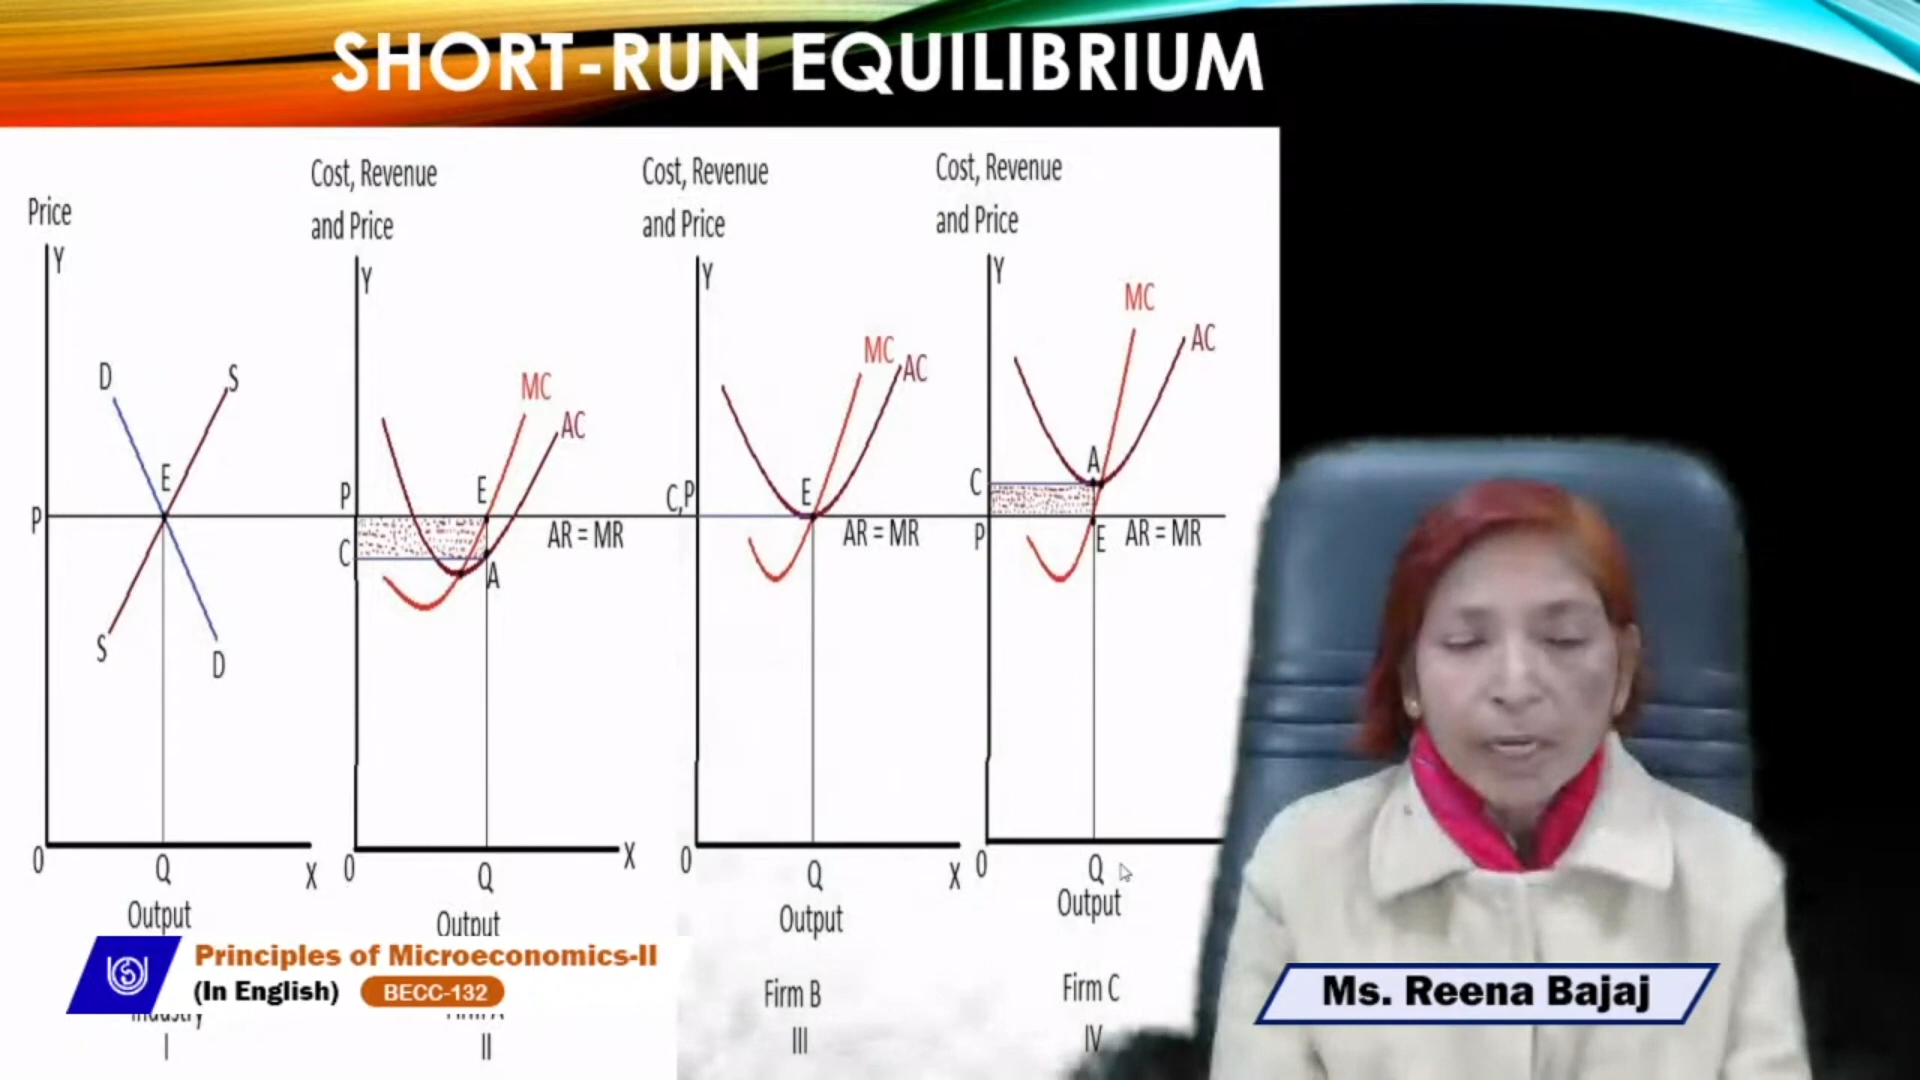 SHORT-RUN EQUILIBRIUM
Price
Y
D
S
E
P
S
D
0
Q
X
Output
I
Cost, Revenue
and Price
Y
MC
AC
P
E
AR = MR
C
A
0
Q
X
Output
II
Cost, Revenue
and Price
Y
MC
AC
C,P
E
AR = MR
0
Q
X
Output
Firm B
III
Cost, Revenue
and Price
Y
MC
AC
A
C
P
E
AR = MR
0
Q
Output
Firm C
IV
Principles of Microeconomics-II
(In English) BECC-132
Ms. Reena Bajaj